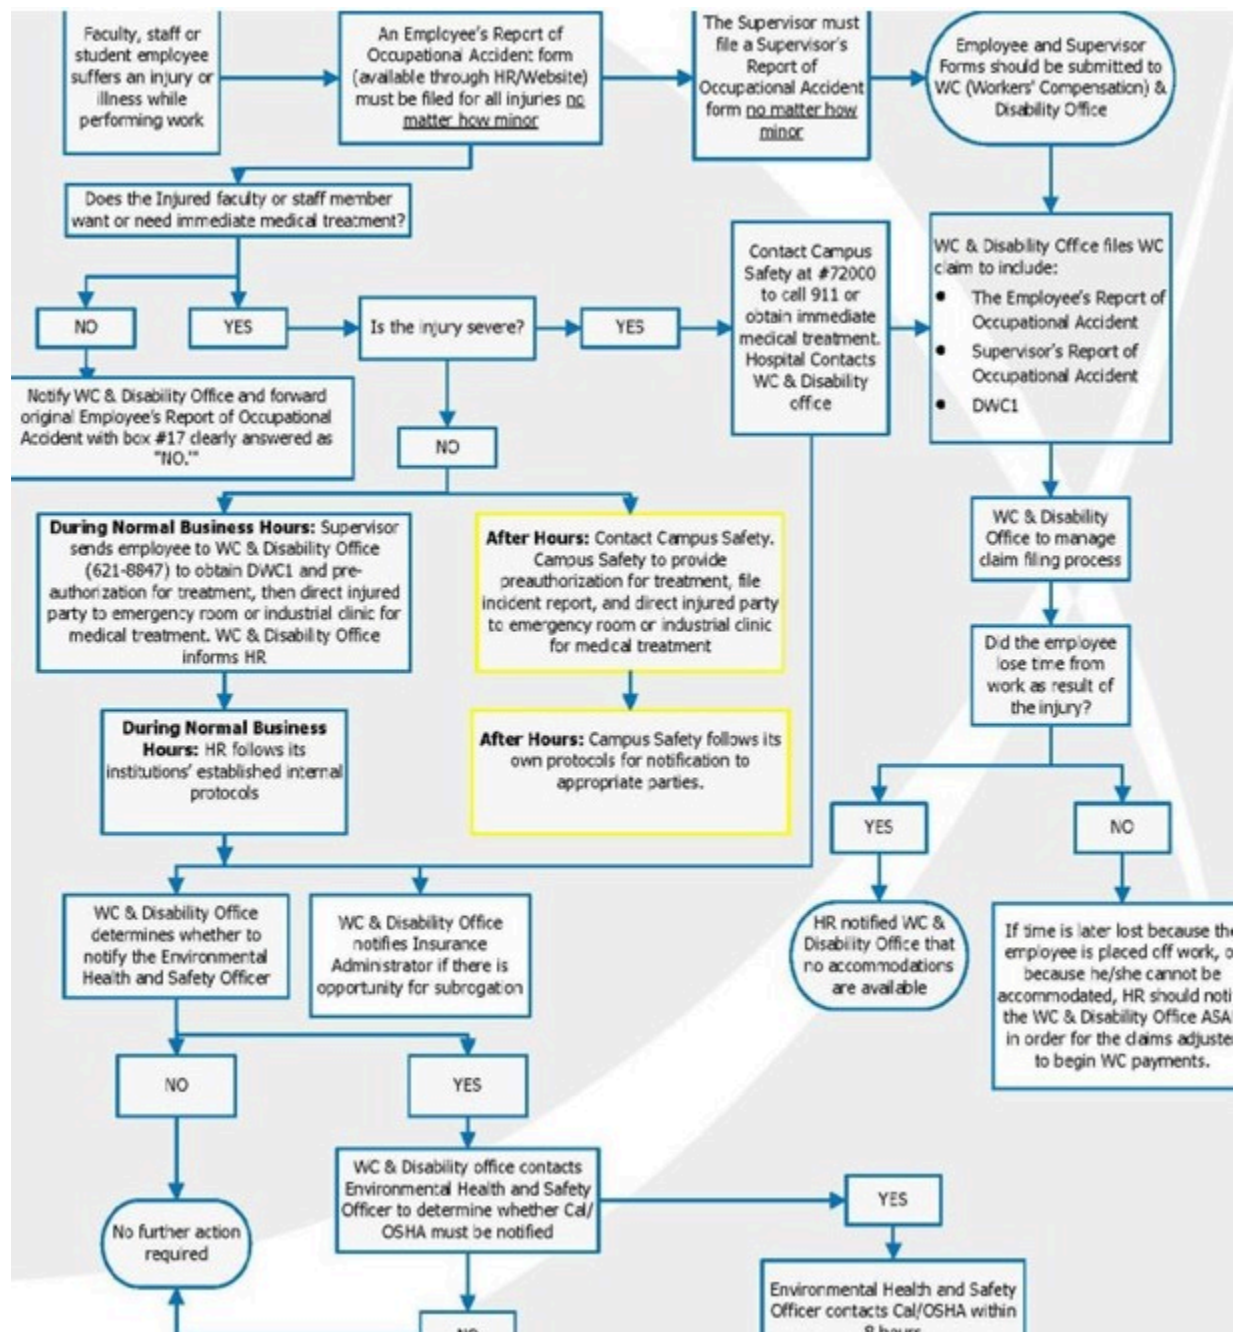 Faculty, staff or
student employee
suffers an injury or
illness while
performing work
An Employee's Report of
Occupational Accident form
(available through HR/Website)
must be filed for all injuries no
matter how minor
The Supervisor must
file a Supervisor's
Report of
Occupational Accident
form no matter how
minor
Employee and Supervisor
Forms should be submitted to
WC (Workers' Compensation) &
Disability Office
Does the Injured faculty or staff member
want or need immediate medical treatment?
NO
YES
Is the injury severe?
YES
Contact Campus
Safety at #72000
to call 911 or
obtain immediate
medical treatment.
Hospital Contacts
WC & Disability
office
WC & Disability Office files WC
claim to include:
● The Employee's Report of
Occupational Accident
● Supervisor's Report of
Occupational Accident
● DWC1
Notify WC & Disability Office and forward
original Employee's Report of Occupational
Accident with box #17 clearly answered as
"NO."
NO
During Normal Business Hours: Supervisor
sends employee to WC & Disability Office
(621-8847) to obtain DWC1 and pre-
authorization for treatment, then direct injured
party to emergency room or industrial clinic for
medical treatment. WC & Disability Office
informs HR
After Hours: Contact Campus Safety.
Campus Safety to provide
preauthorization for treatment, file
incident report, and direct injured party
to emergency room or industrial clinic
for medical treatment
WC & Disability
Office to manage
claim filing process
Did the employee
lose time from
work as result of
the injury?
During Normal Business
Hours: HR follows its
institutions' established internal
protocols
After Hours: Campus Safety follows its
own protocols for notification to
appropriate parties.
YES
NO
WC & Disability Office
determines whether to
notify the Environmental
Health and Safety Officer
WC & Disability Office
notifies Insurance
Administrator if there is
opportunity for subrogation
HR notified WC &
Disability Office that
no accommodations
are available
If time is later lost because the
employee is placed off work, o
because he/she cannot be
accommodated, HR should noti
the WC & Disability Office ASA
in order for the claims adjuste
to begin WC payments.
NO
YES
WC & Disability office contacts
Environmental Health and Safety
Officer to determine whether Cal/
OSHA must be notified
YES
No further action
required
Environmental Health and Safety
Officer contacts Cal/OSHA within
8 hours
NO